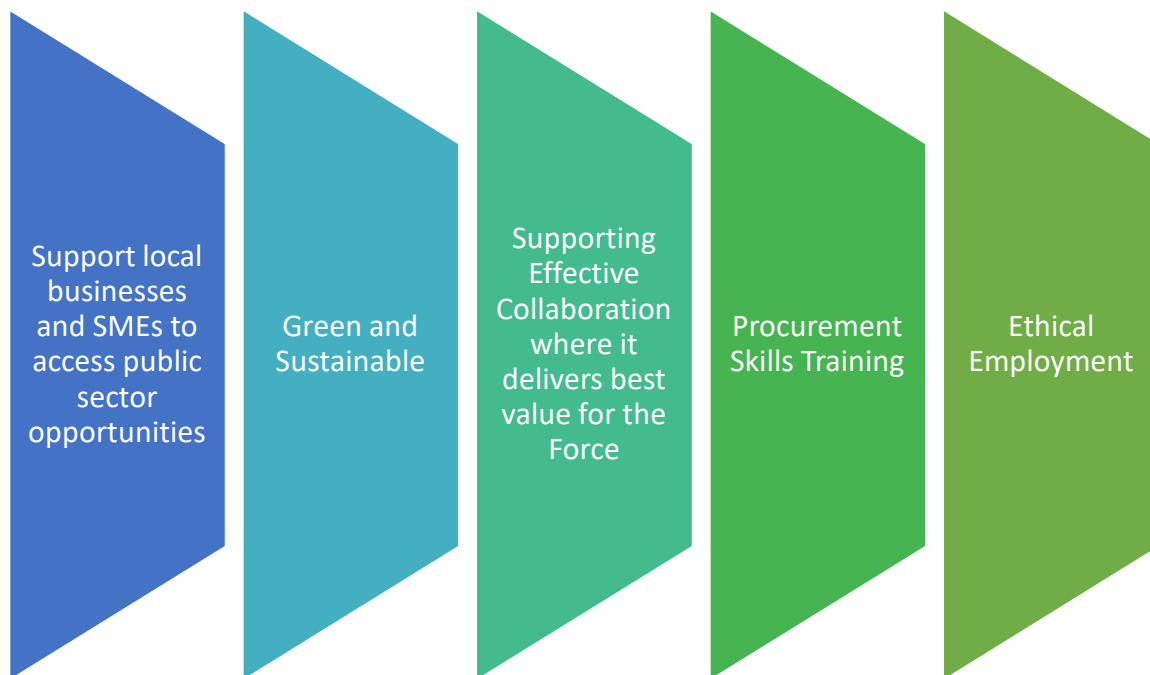 Support local
businesses
and SMEs to
access public
sector
opportunities
Green and
Sustainable
Supporting
Effective
Collaboration
where it
delivers best
value for the
Force
Procurement
Skills Training
Ethical
Employment